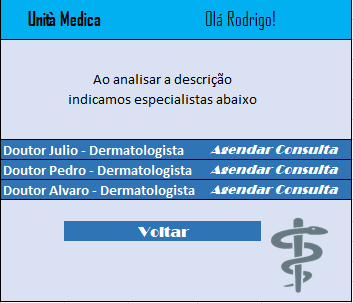 Unità Medica Olá Rodrigo!
Ao analisar a descrição
indicamos especialistas abaixo
Doutor Julio - Dermatologista Agendar Consulta
Doutor Pedro - Dermatologista Agendar Consulta
Doutor Alvaro - Dermatologista Agendar Consulta
Voltar